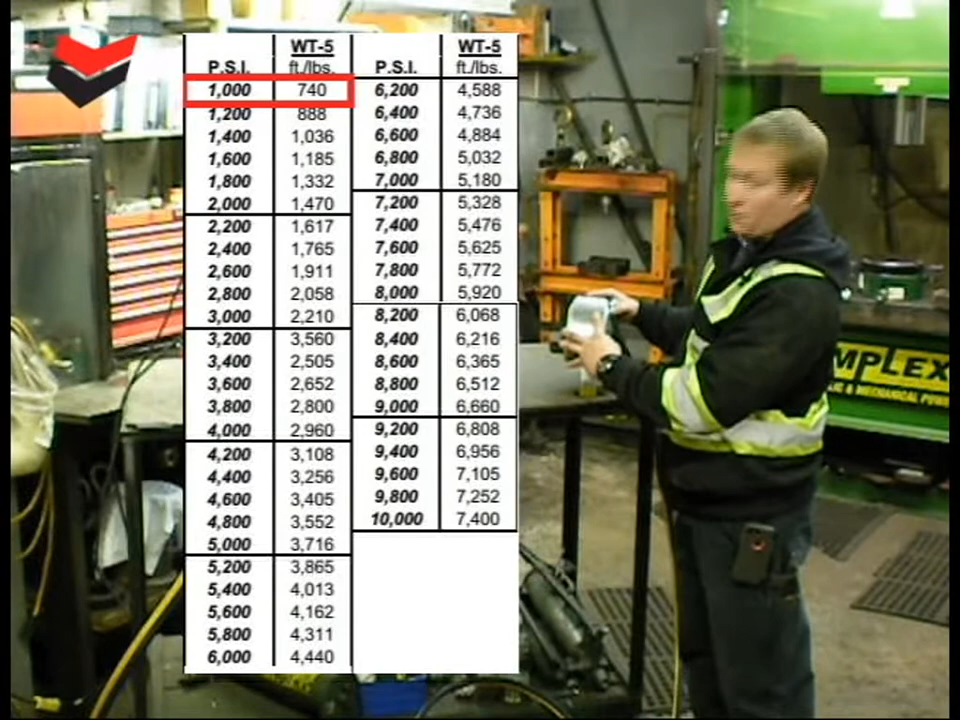 WT-5 WT-5
P.S.I. ft./lbs. P.S.I. ft./lbs.
1,000 740 6,200 4,588
1,200 888 6,400 4,736
1,400 1,036 6,600 4,884
1,600 1,185 6,800 5,032
1,800 1,332 7,000 5,180
2,000 1,470 7,200 5,328
2,200 1,617 7,400 5,476
2,400 1,765 7,600 5,625
2,600 1,911 7,800 5,772
2,800 2,058 8,000 5,920
3,000 2,210 8,200 6,068
3,200 3,560 8,400 6,216
3,400 2,505 8,600 6,365
3,600 2,652 8,800 6,512
3,800 2,800 9,000 6,660
4,000 2,960 9,200 6,808
4,200 3,108 9,400 6,956
4,400 3,256 9,600 7,105
4,600 3,405 9,800 7,252
4,800 3,552 10,000 7,400
5,000 3,716
5,200 3,865
5,400 4,013
5,600 4,162
5,800 4,311
6,000 4,440
MPLEX
LIC & MECHANICAL POW